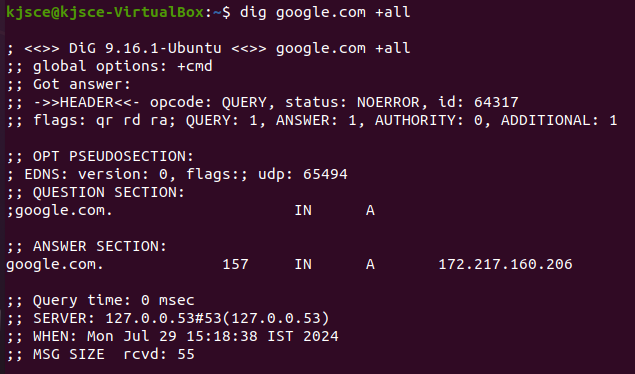 kjsce@kjsce-VirtualBox:~$ dig google.com +all
; <<>> DiG 9.16.1-Ubuntu <<>> google.com +all
;; global options: +cmd
;; Got answer:
;; ->>HEADER<<- opcode: QUERY, status: NOERROR, id: 64317
;; flags: qr rd ra; QUERY: 1, ANSWER: 1, AUTHORITY: 0, ADDITIONAL: 1
;; OPT PSEUDOSECTION:
; EDNS: version: 0, flags:; udp: 65494
;; QUESTION SECTION:
;google.com. IN A
;; ANSWER SECTION:
google.com. 157 IN A 172.217.160.206
;; Query time: 0 msec
;; SERVER: 127.0.0.53#53(127.0.0.53)
;; WHEN: Mon Jul 29 15:18:38 IST 2024
;; MSG SIZE rcvd: 55